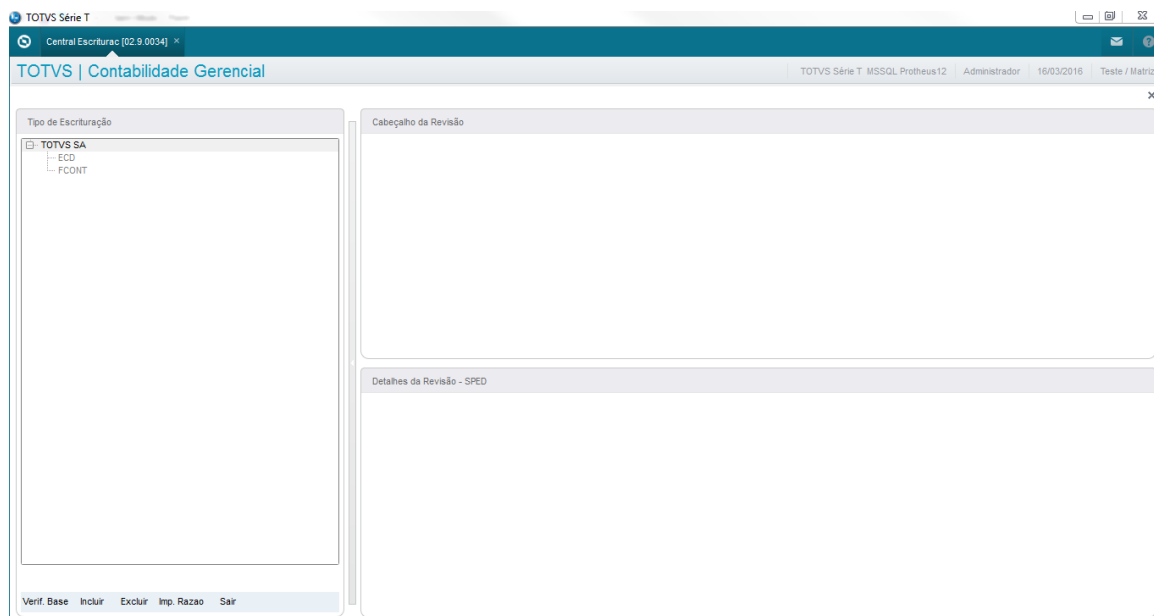 TOTVS Série T
Central Escriturac [02.9.0034] ×
TOTVS | Contabilidade Gerencial
TOTVS Série T MSSQL Protheus12 Administrador 16/03/2016 Teste / Matriz
Tipo de Escrituração
TOTVS SA
ECD
FCONT
Cabeçalho da Revisão
Detalhes da Revisão - SPED
Verif. Base Incluir Excluir Imp. Razao Sair